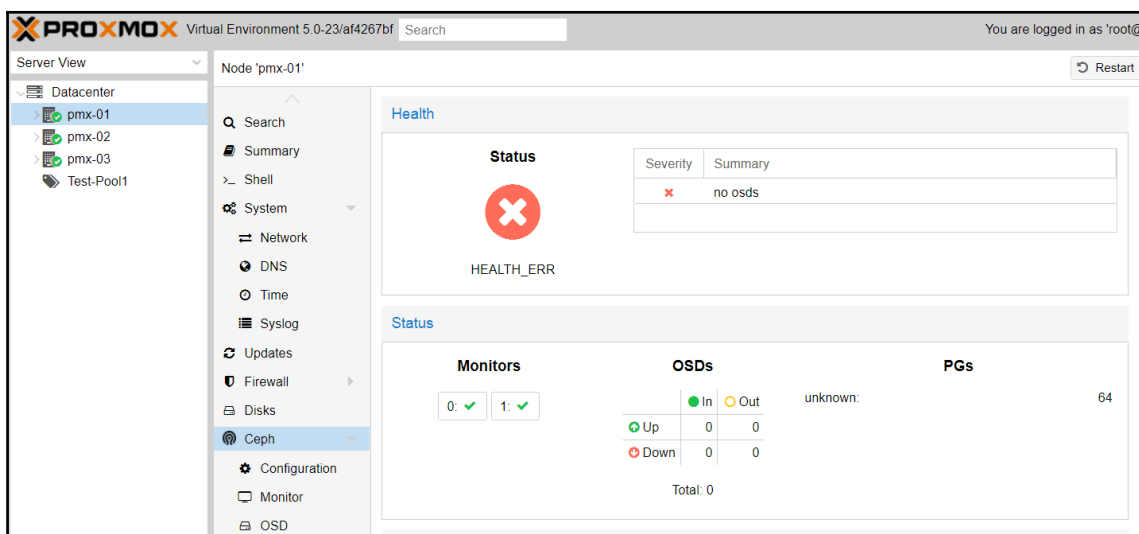 PROXMOX Virtual Environment 5.0-23/af4267bf Search You are logged in as 'root@
Server View
Datacenter
pmx-01
pmx-02
pmx-03
Test-Pool1
Node 'pmx-01' Restart
Search
Summary
>_ Shell
System
Network
DNS
Time
Syslog
Updates
Firewall
Disks
Ceph
Configuration
Monitor
OSD
Health
Status
HEALTH_ERR
Severity Summary
no osds
Status
Monitors
0: 1:
OSDs
In Out
Up 0 0
Down 0 0
Total: 0
PGs
unknown: 64